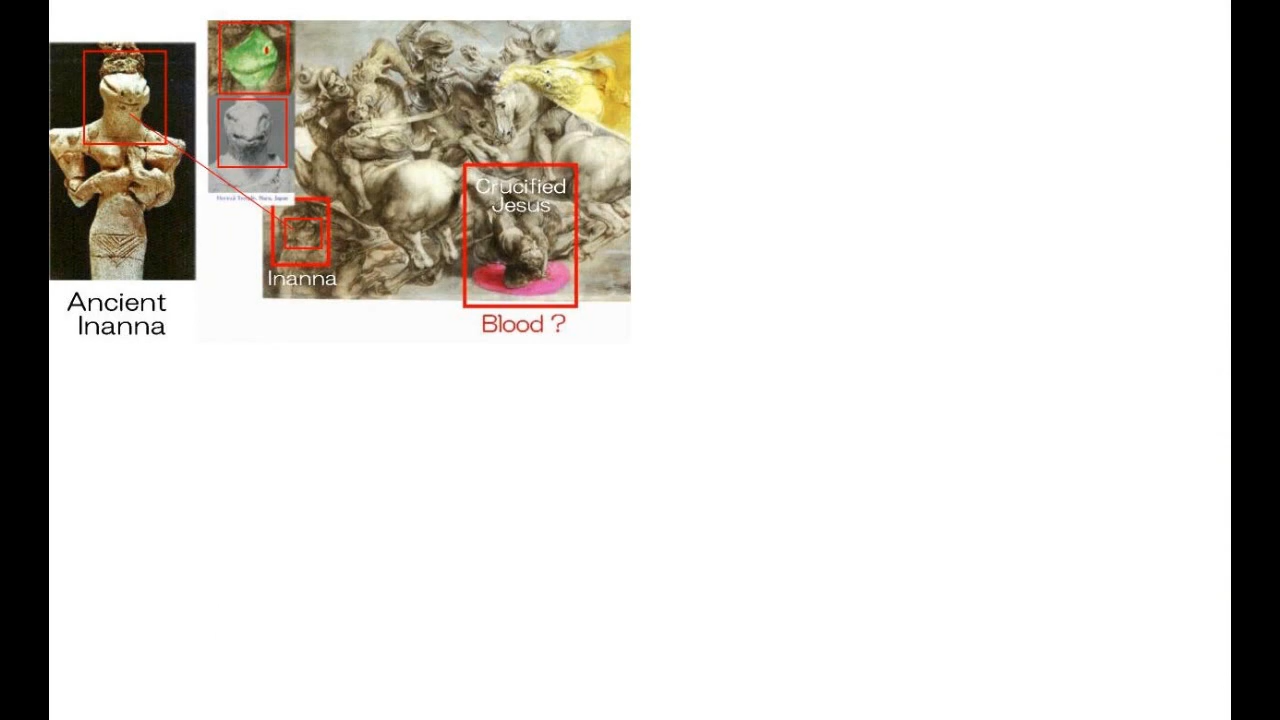 Crucified
Jesus
Inanna
Ancient
Inanna
Blood ?